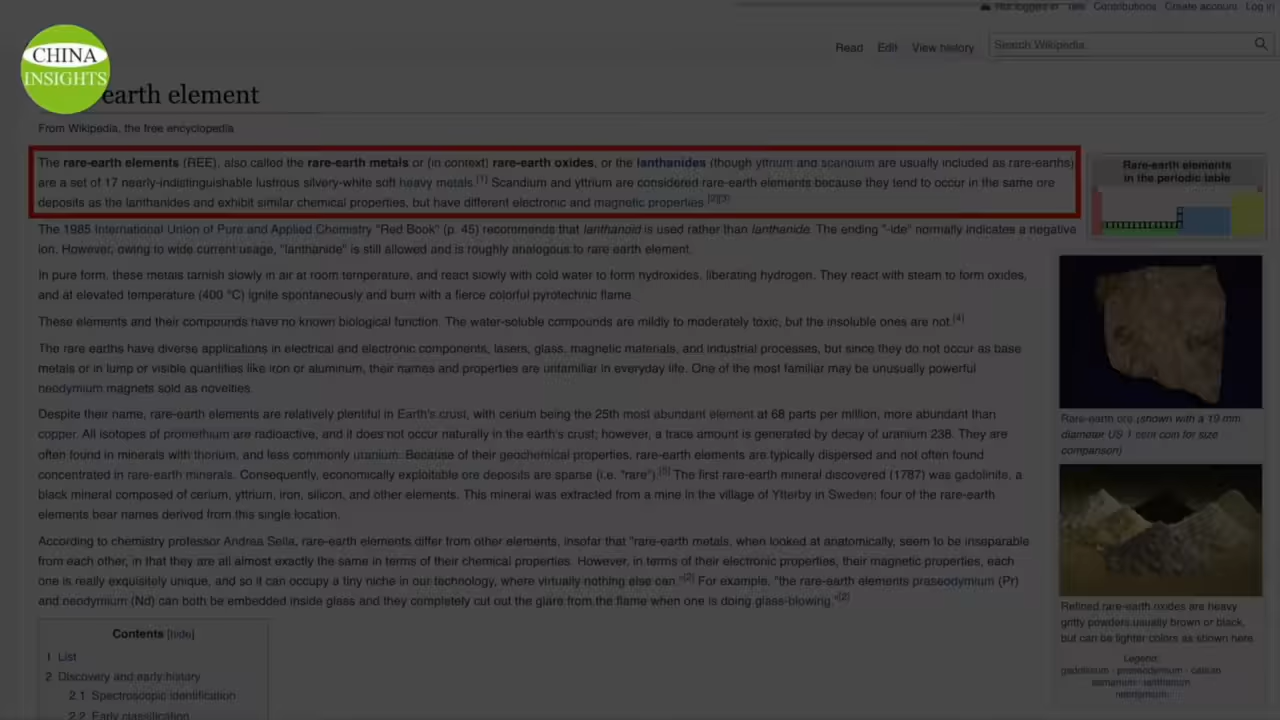 Not logged in Talk Contributions Create account Log in
CHINA
INSIGHTS
Read Edit View history
Search Wikipedia
earth element
From Wikipedia, the free encyclopedia
The rare-earth elements (REE), also called the rare-earth metals or (in context) rare-earth oxides, or the lanthanides (though yttrium and scandium are usually included as rare-earths)
are a set of 17 nearly-indistinguishable lustrous silvery-white soft heavy metals.[1] Scandium and yttrium are considered rare-earth elements because they tend to occur in the same ore
deposits as the lanthanides and exhibit similar chemical properties, but have different electronic and magnetic properties.[2][3]
Rare-earth elements
in the periodic table
The 1985 International Union of Pure and Applied Chemistry "Red Book" (p. 45) recommends that lanthanoid is used rather than lanthanide. The ending "-ide" normally indicates a negative
ion. However, owing to wide current usage, "lanthanide" is still allowed and is roughly analogous to rare earth element.
In pure form, these metals tarnish slowly in air at room temperature, and react slowly with cold water to form hydroxides, liberating hydrogen. They react with steam to form oxides,
and at elevated temperature (400 °C) ignite spontaneously and burn with a fierce colorful pyrotechnic flame.
These elements and their compounds have no known biological function. The water-soluble compounds are mildly to moderately toxic, but the insoluble ones are not.[4]
The rare earths have diverse applications in electrical and electronic components, lasers, glass, magnetic materials, and industrial processes, but since they do not occur as base
metals or in lump or visible quantities like iron or aluminum, their names and properties are unfamiliar in everyday life. One of the most familiar may be unusually powerful
neodymium magnets sold as novelties.
Despite their name, rare-earth elements are relatively plentiful in Earth's crust, with cerium being the 25th most abundant element at 68 parts per million, more abundant than
copper. All isotopes of promethium are radioactive, and it does not occur naturally in the earth's crust; however, a trace amount is generated by decay of uranium 238. They are
often found in minerals with thorium, and less commonly uranium. Because of their geochemical properties, rare-earth elements are typically dispersed and not often found
concentrated in rare-earth minerals. Consequently, economically exploitable ore deposits are sparse (i.e. "rare").[5] The first rare-earth mineral discovered (1787) was gadolinite, a
black mineral composed of cerium, yttrium, iron, silicon, and other elements. This mineral was extracted from a mine in the village of Ytterby in Sweden; four of the rare-earth
elements bear names derived from this single location.
Rare-earth ore (shown with a 19 mm
diameter US 1 cent coin for size
comparison)
According to chemistry professor Andrea Sella, rare-earth elements differ from other elements, insofar that "rare-earth metals, when looked at anatomically, seem to be inseparable
from each other, in that they are all almost exactly the same in terms of their chemical properties. However, in terms of their electronic properties, their magnetic properties, each
one is really exquisitely unique, and so it can occupy a tiny niche in our technology, where virtually nothing else can."[2] For example, "the rare-earth elements praseodymium (Pr)
and neodymium (Nd) can both be embedded inside glass and they completely cut out the glare from the flame when one is doing glass-blowing."[2]
Refined rare-earth oxides are heavy
gritty powders usually brown or black,
but can be lighter colors as shown here.
Legend:
gadolinium · praseodymium · cerium
samarium · lanthanum
neodymium
Contents [hide]
1 List
2 Discovery and early history
2.1 Spectroscopic identification
2.2 Early classification